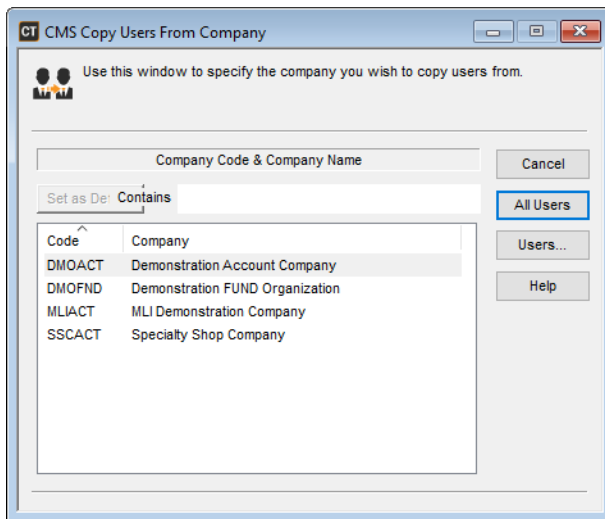 CT CMS Copy Users From Company
Use this window to specify the company you wish to copy users from.
Company Code & Company Name
Cancel
Set as De Contains
All Users
Code Company
Users...
DMOACT Demonstration Account Company
DMOFND Demonstration FUND Organization
Help
MLIACT MLI Demonstration Company
SSCACT Specialty Shop Company